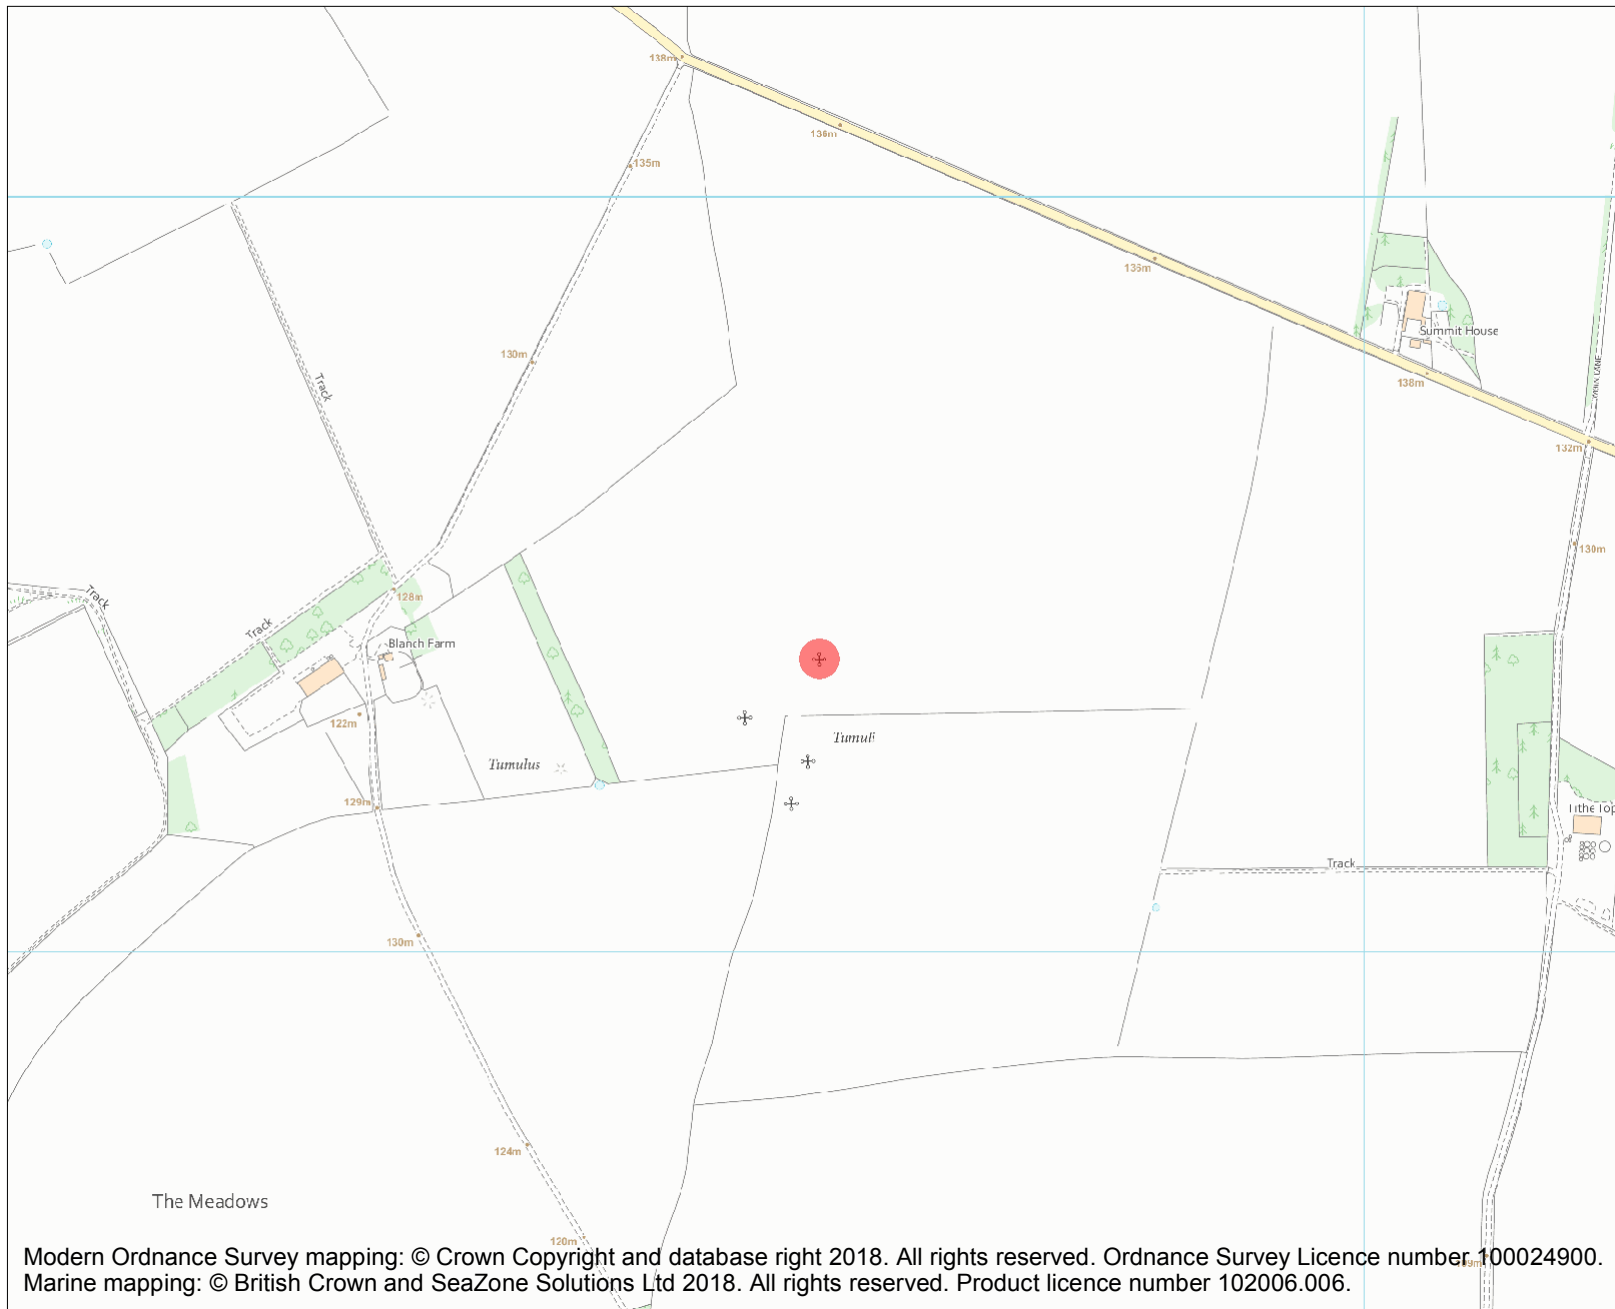 138m
136m
135m
136m
Summit House
130m
138m
Track
132m
130m
Track
128m
Track
Blanch Farm
122m
Tumuli
Tumulus
129m
Tithe Top
Track
130m
124m
The Meadows
120m
Modern Ordnance Survey mapping: © Crown Copyright and database right 2018. All rights reserved. Ordnance Survey Licence number 100024900.
Marine mapping: © British Crown and SeaZone Solutions Ltd 2018. All rights reserved. Product licence number 102006.006.